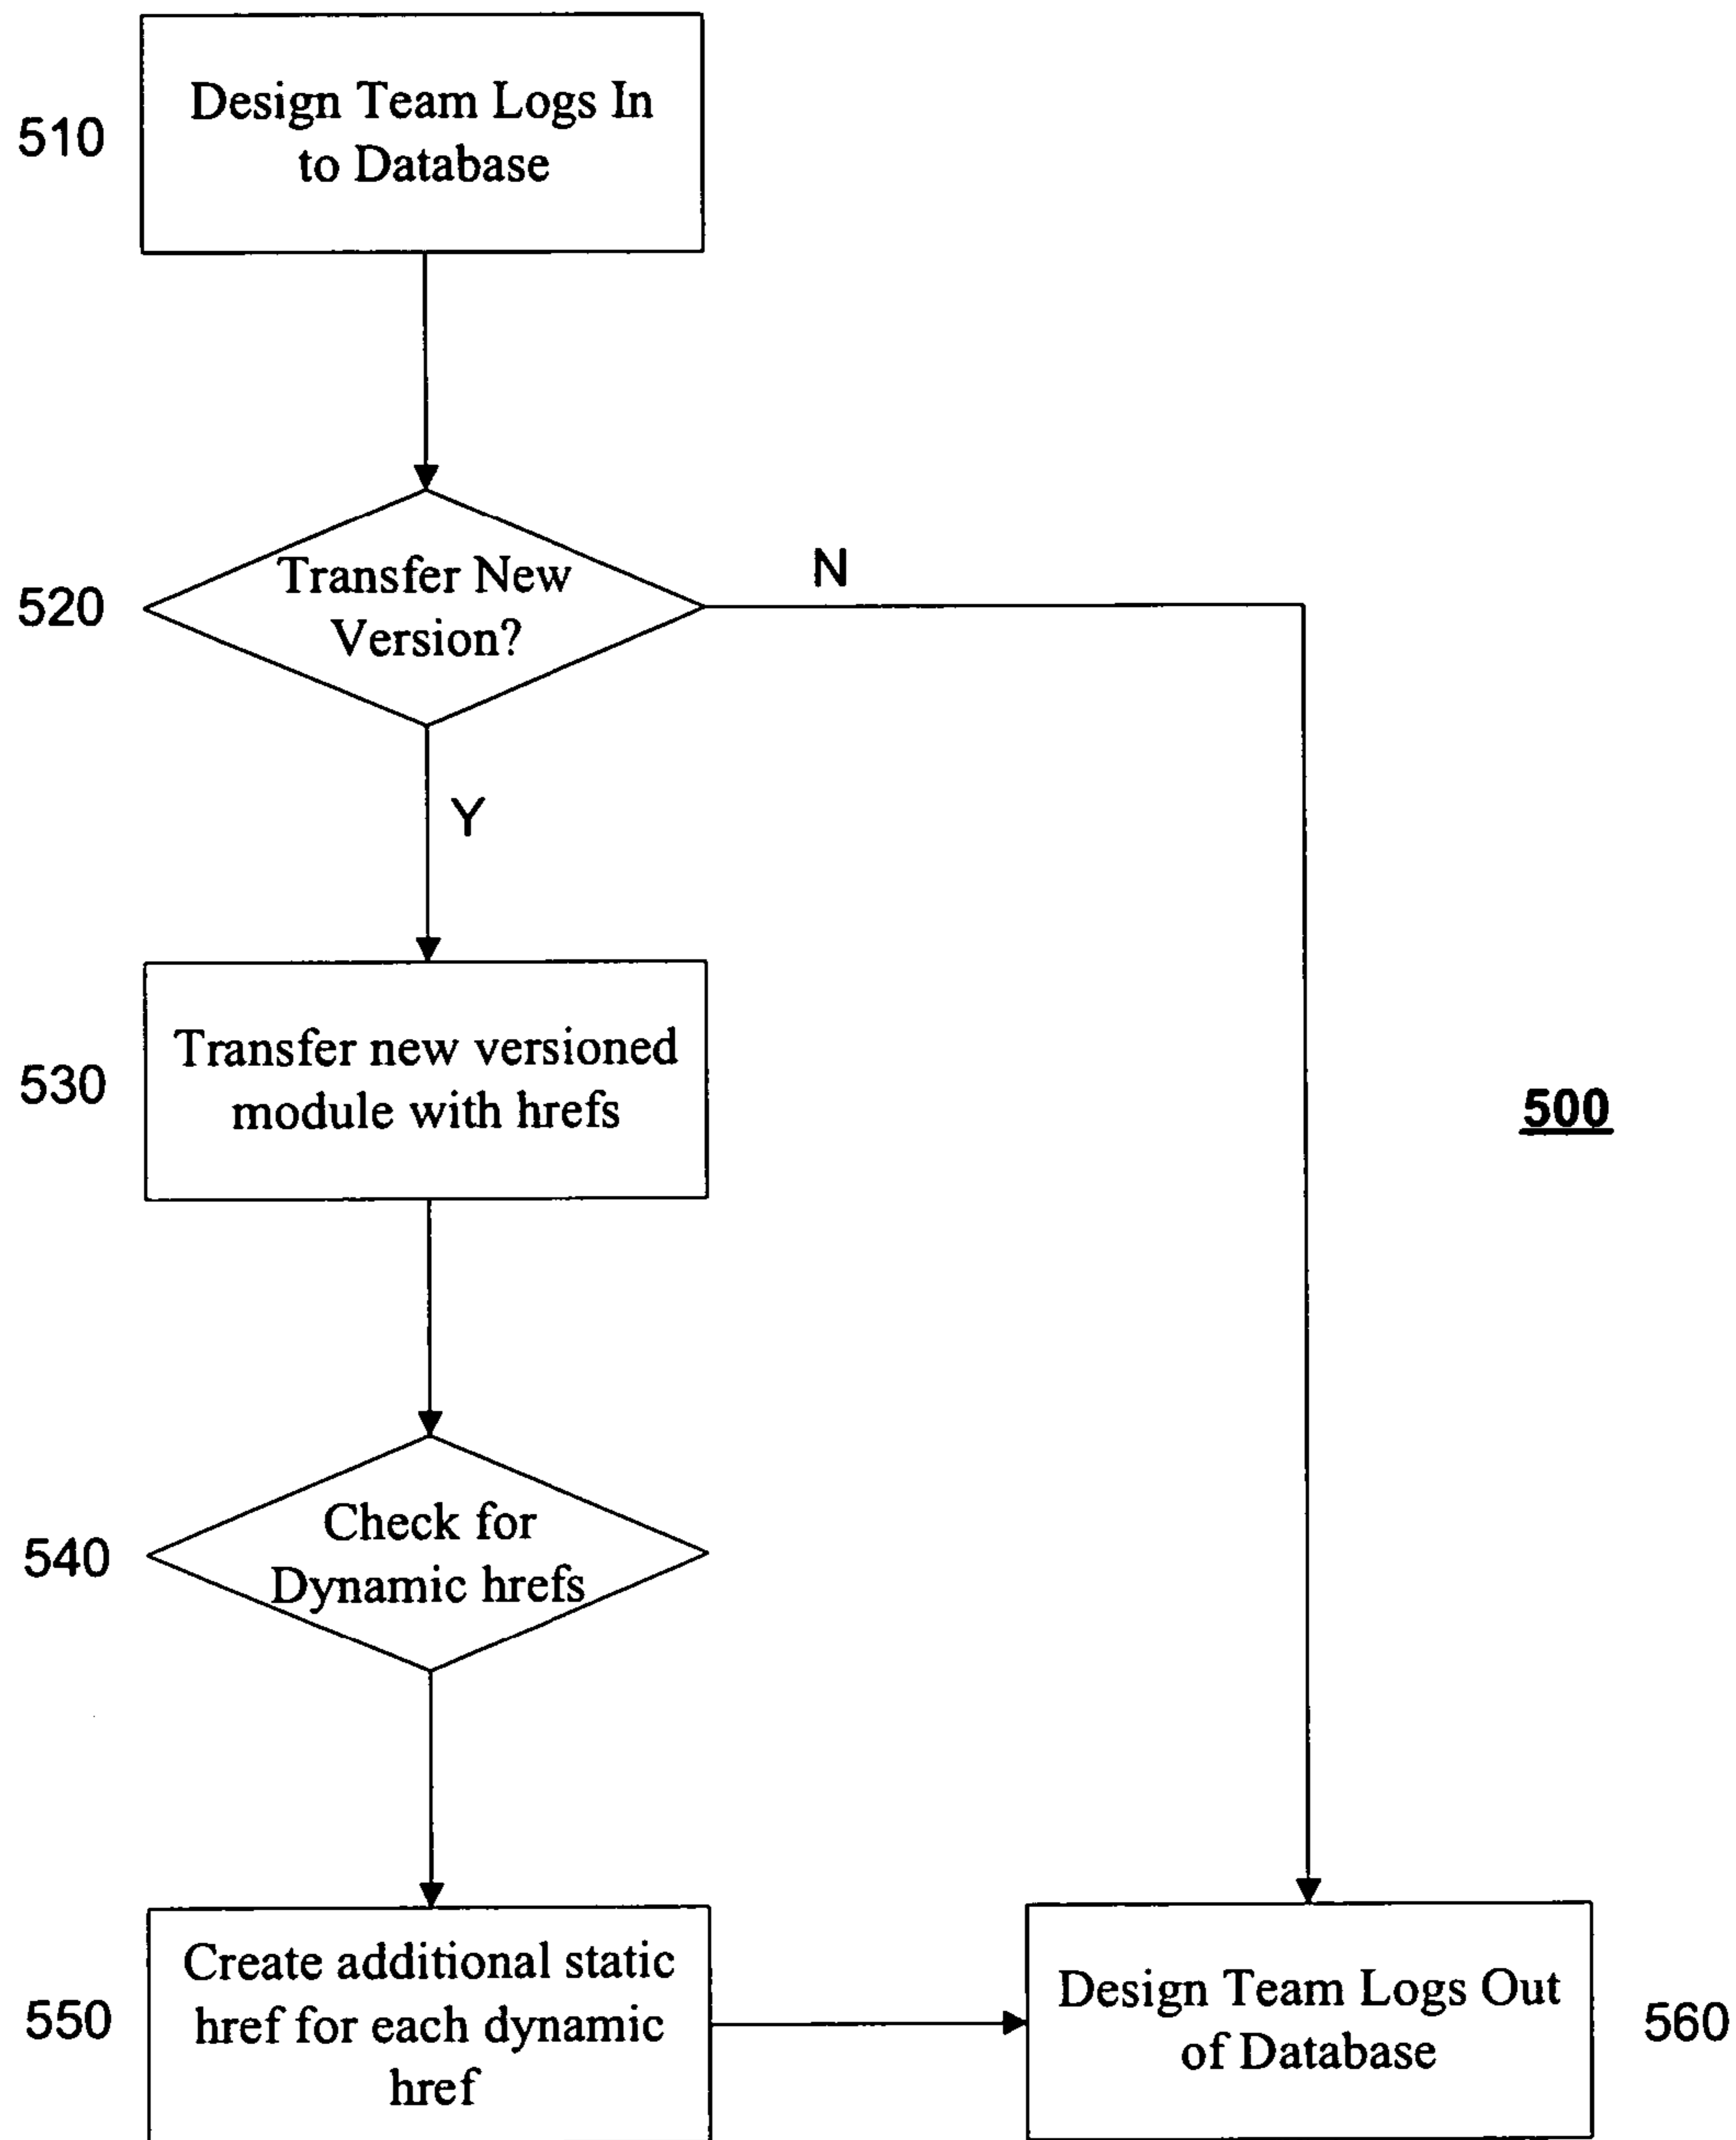 510
Design Team Logs In
to Database
520
Transfer New
Version?
N
Y
530
Transfer new versioned
module with hrefs
500
540
Check for
Dynamic hrefs
550
Create additional static
href for each dynamic
href
Design Team Logs Out
of Database
560